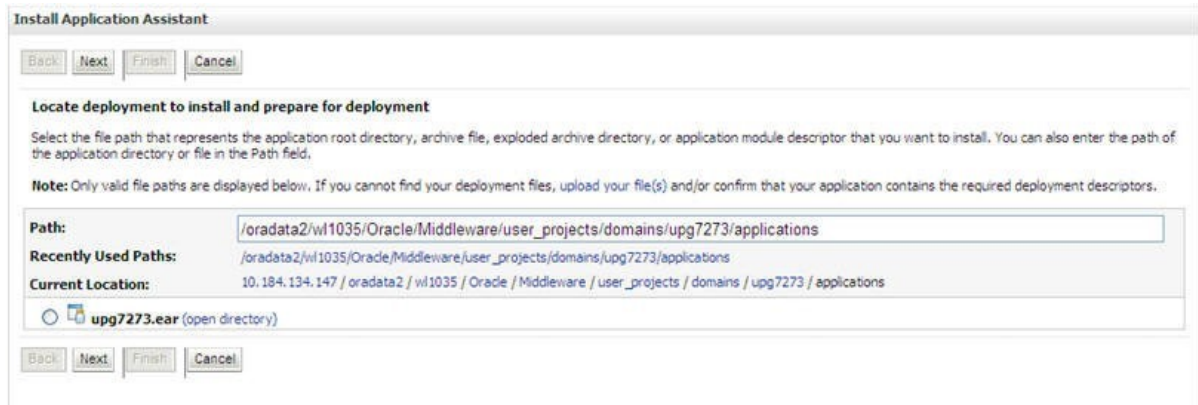 Install Application Assistant
Back Next Finish Cancel
Locate deployment to install and prepare for deployment
Select the file path that represents the application root directory, archive file, exploded archive directory, or application module descriptor that you want to install. You can also enter the path of
the application directory or file in the Path field.
Note: Only valid file paths are displayed below. If you cannot find your deployment files, upload your file(s) and/or confirm that your application contains the required deployment descriptors.
Path: /oradata2/wl1035/Oracle/Middleware/user_projects/domains/upg7273/applications
Recently Used Paths: /oradata2/wl1035/Oracle/Middleware/user_projects/domains/upg7273/applications
Current Location: 10.184.134.147 / oradata2 / wl1035 / Oracle / Middleware / user_projects / domains / upg7273 / applications
upg7273.ear (open directory)
Back Next Finish Cancel